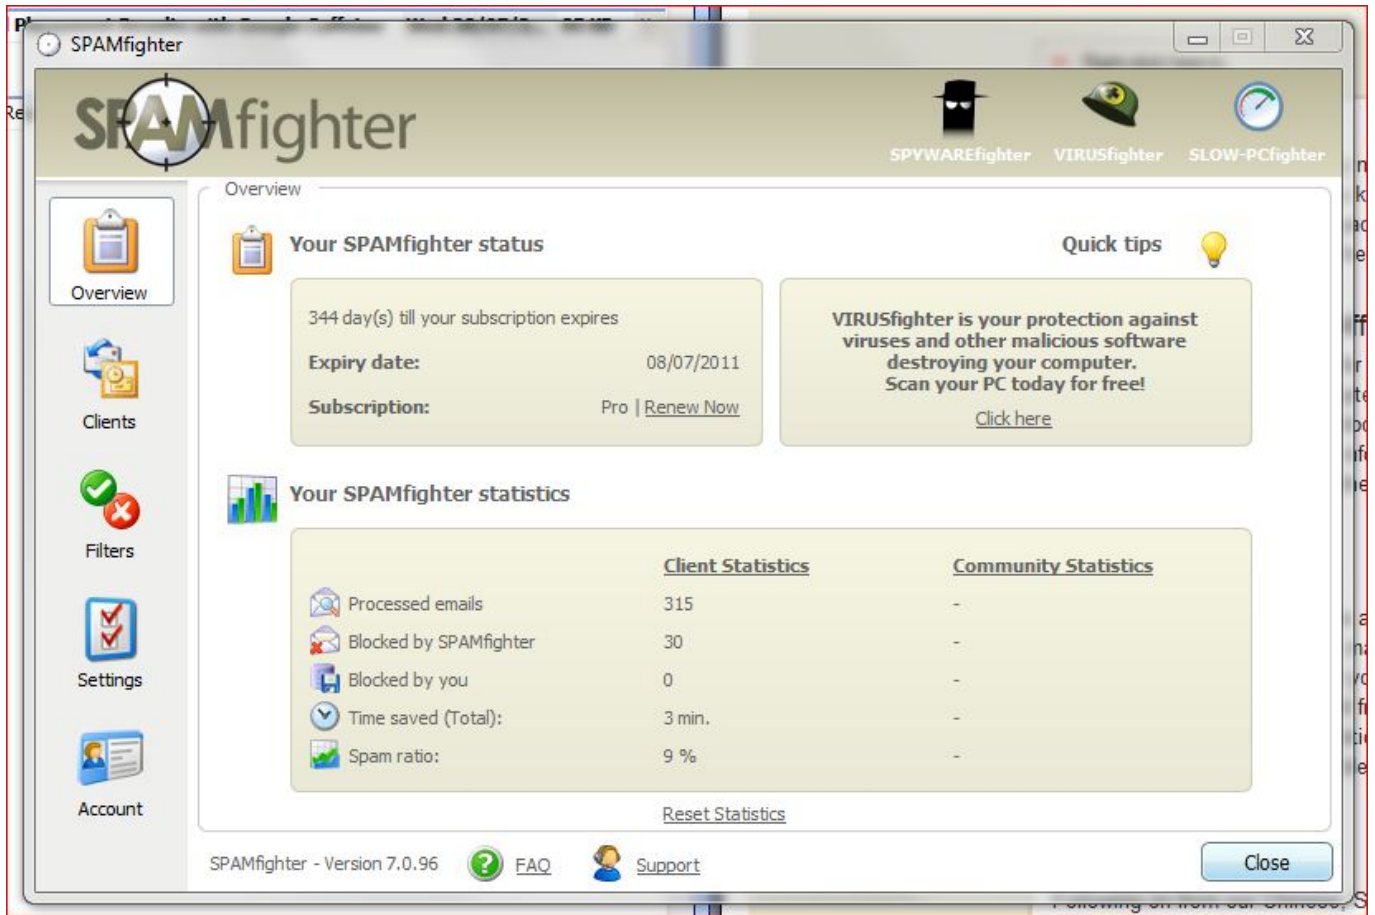 SPAMfighter
SPAMfighter
SPYWAREfighter VIRUSfighter SLOW-PCfighter
Overview
Overview
Clients
Filters
Settings
Account
Your SPAMfighter status
344 day(s) till your subscription expires
Expiry date: 08/07/2011
Subscription: Pro | Renew Now
Quick tips
VIRUSfighter is your protection against
viruses and other malicious software
destroying your computer.
Scan your PC today for free!
Click here
Your SPAMfighter statistics
Client Statistics Community Statistics
Processed emails 315 -
Blocked by SPAMfighter 30 -
Blocked by you 0 -
Time saved (Total): 3 min. -
Spam ratio: 9 % -
Reset Statistics
SPAMfighter - Version 7.0.96 FAQ Support Close